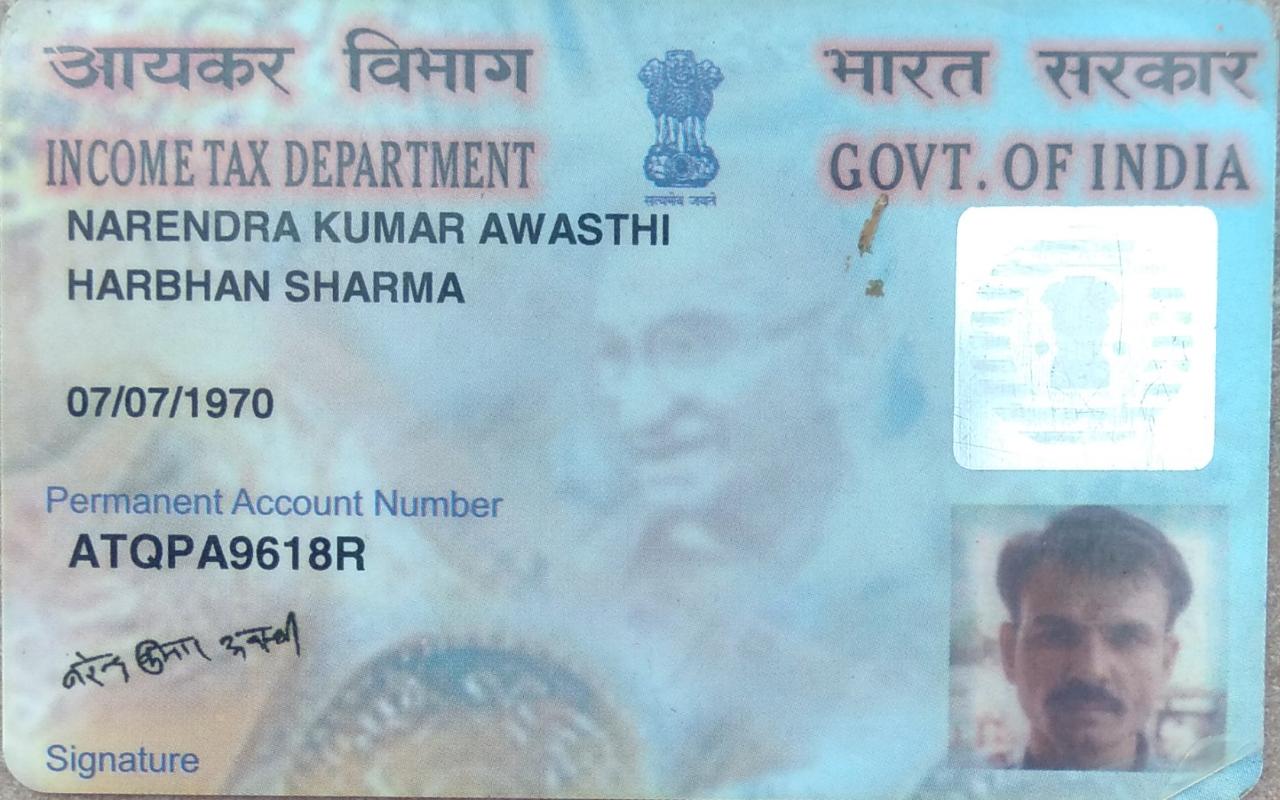 आयकर विभाग भारत सरकार
INCOME TAX DEPARTMENT GOVT. OF INDIA
सत्यमेव जयते
NARENDRA KUMAR AWASTHI
HARBHAN SHARMA
07/07/1970
Permanent Account Number
ATQPA9618R
नरेन्द्र कुमार अवस्थी
Signature